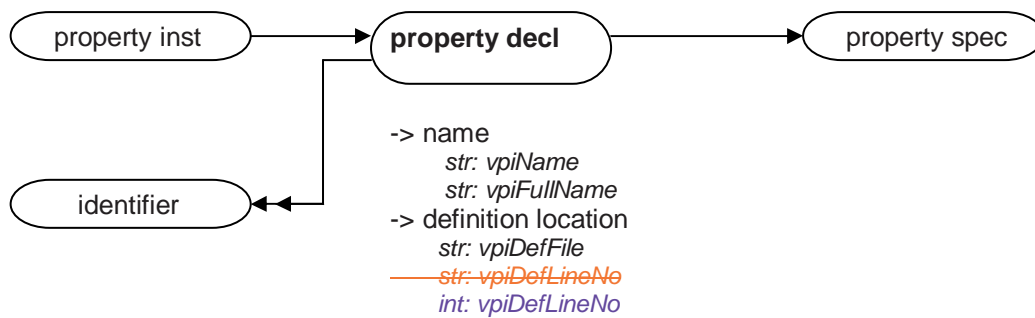 property inst
property decl
property spec
-> name
str: vpiName
str: vpiFullName
identifier
-> definition location
str: vpiDefFile
str: vpiDefLineNo
int: vpiDefLineNo